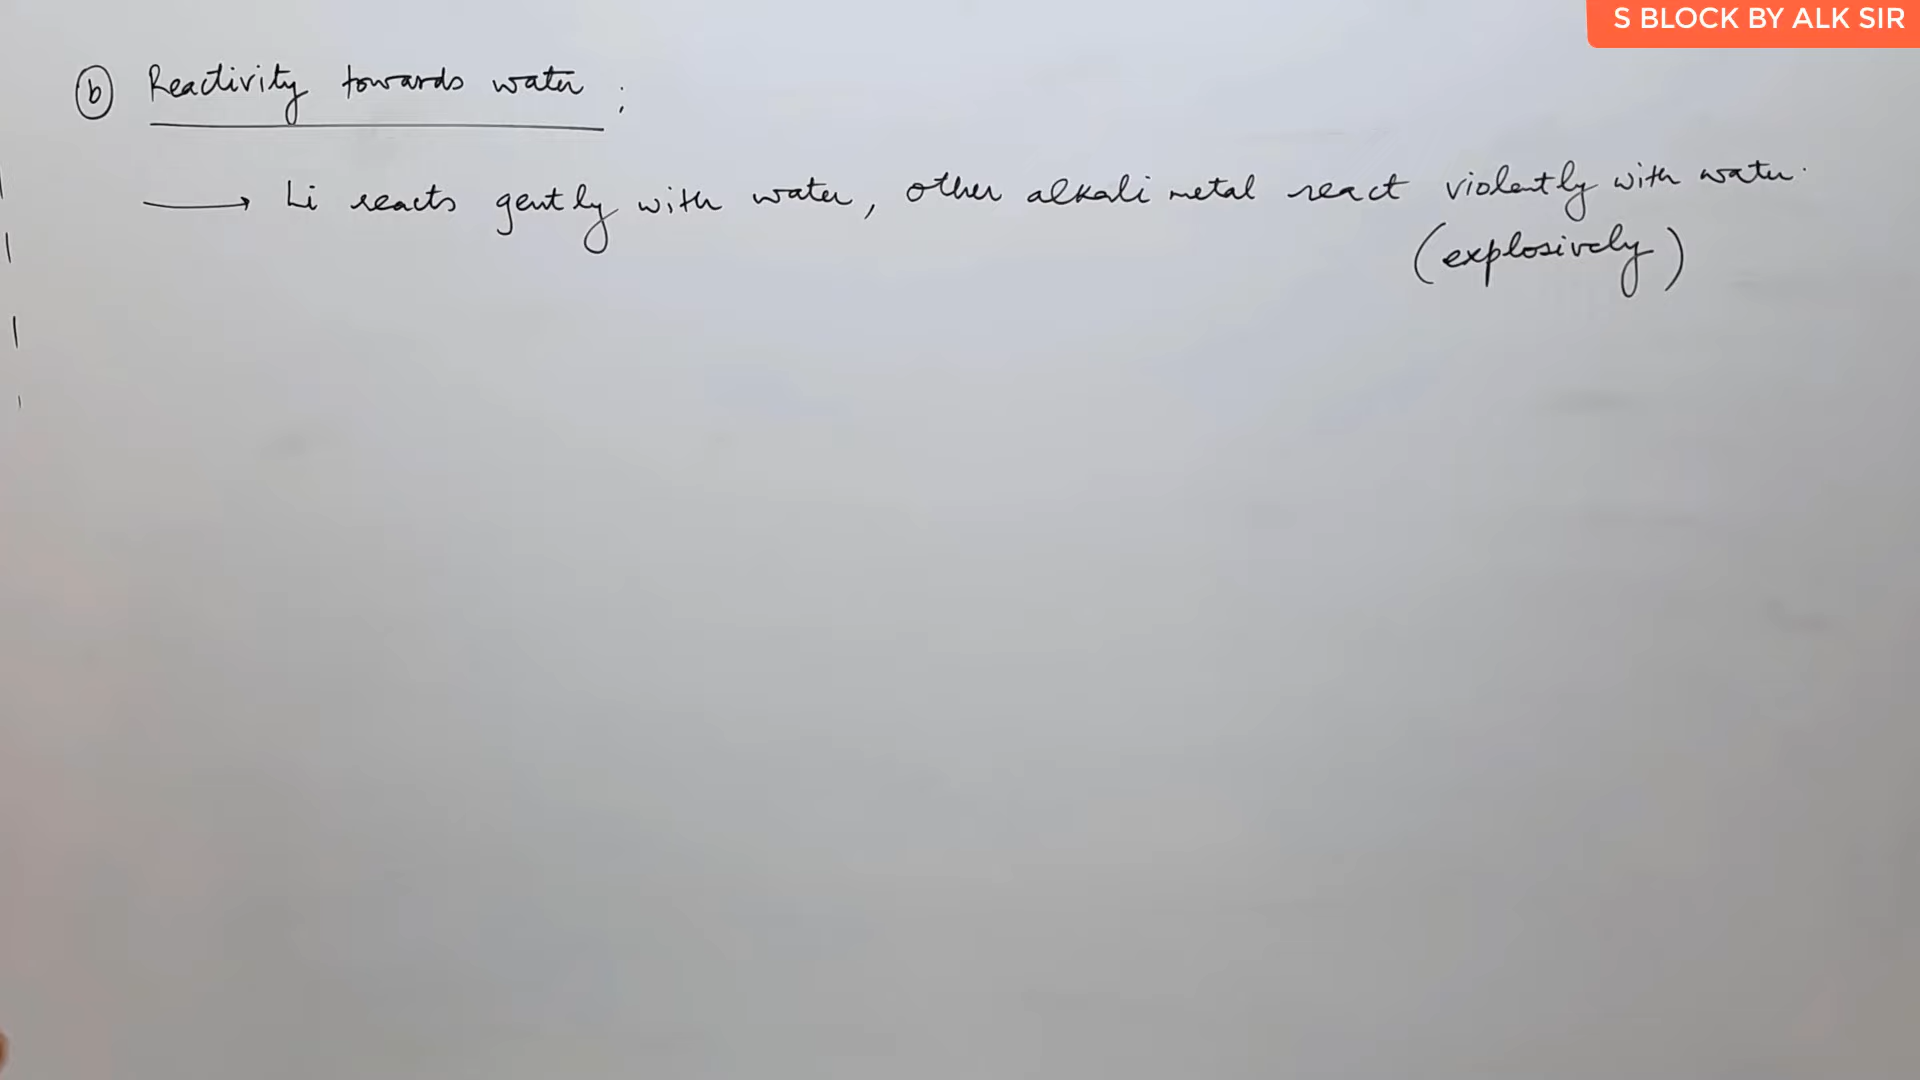 S BLOCK BY ALK SIR
(b) Reactivity towards water ;
→ Li reacts gently with water, other alkali metal react violently with water.
(explosively)